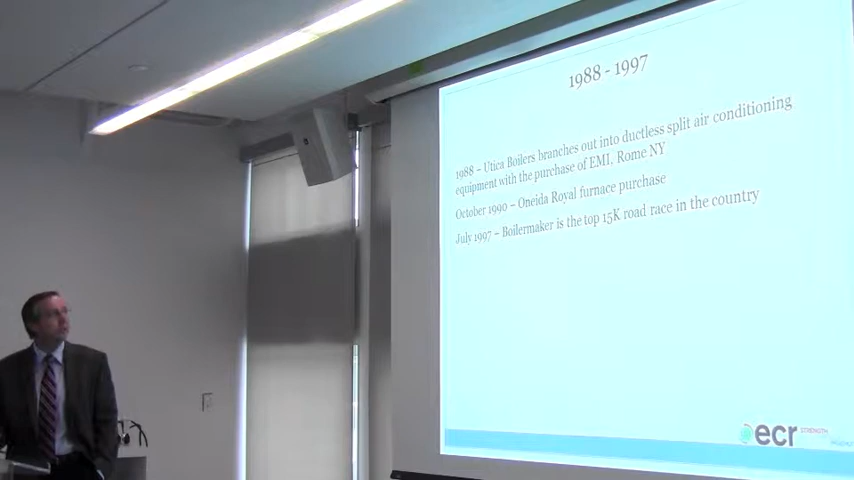 1988 - 1997
1988 – Utica Boilers branches out into ductless split air conditioning
equipment with the purchase of EMI, Rome NY
October 1990 – Oneida Royal furnace purchase
July 1997 – Boilermaker is the top 15K road race in the country
ecr